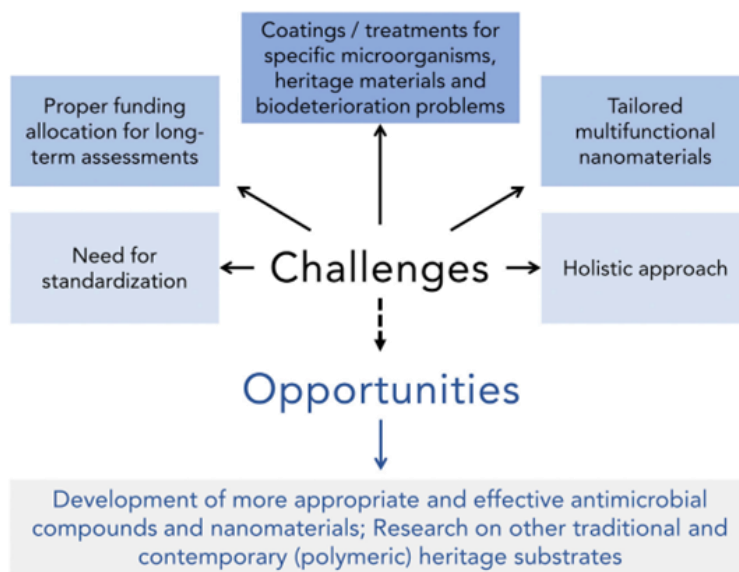 Coatings / treatments for
specific microorganisms,
heritage materials and
biodeterioration problems
Proper funding
allocation for long-
term assessments
Tailored
multifunctional
nanomaterials
Need for
standardization
Challenges
Holistic approach
Opportunities
Development of more appropriate and effective antimicrobial
compounds and nanomaterials; Research on other traditional and
contemporary (polymeric) heritage substrates